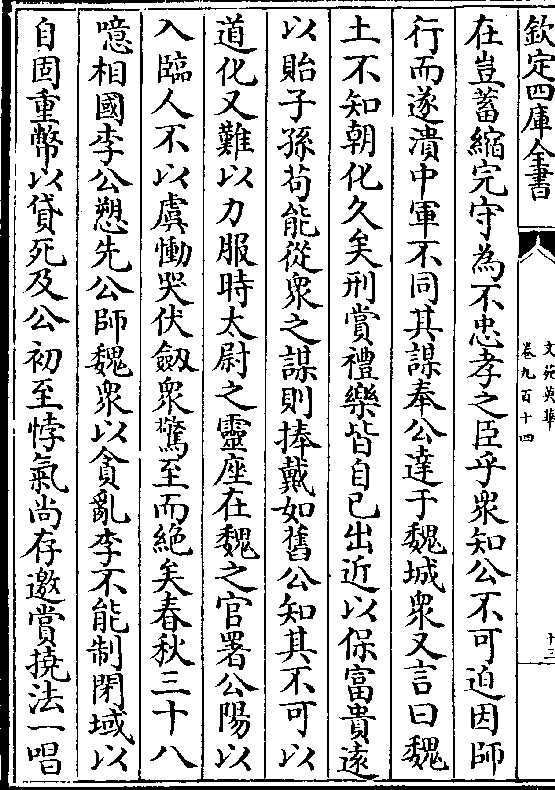 欽定四庫全書
文苑英華
卷九百十四
十三
在豈蓄縮完守為不忠孝之臣乎衆知公不可迫因師
行而遂潰中軍不同其謀奉公達于魏城衆又言曰魏
土不知朝化久矣刑賞禮樂皆自已出近以保富貴遠
以貽子孫茍能從衆之謀則捧戴如舊公知其不可以
道化又難以力服時太尉之靈座在魏之官署公陽以
入臨人不以虞慟哭伏劔衆驚至而絶矣春秋三十八
噫相國李公愬先公師魏衆以貪亂李不能制閉域以
自固重幣以貸死及公初至悖氣尚存邀賞撓法一唱